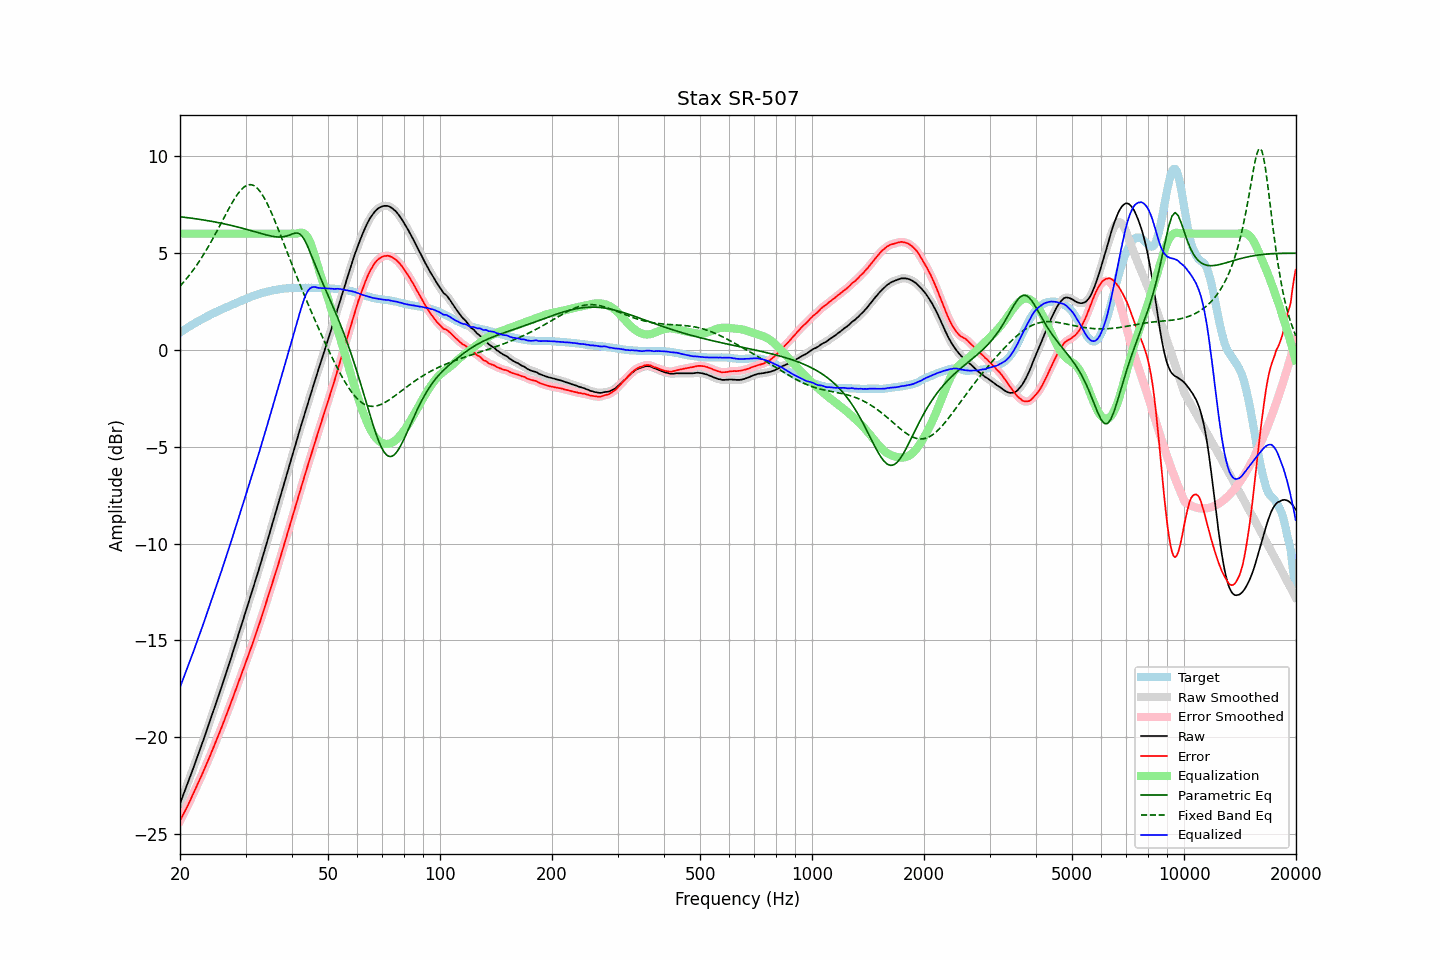 Stax SR-507
Amplitude (dBr)
10
5
0
−5
−10
−15
−20
−25
20
50
100
200
500
1000
2000
5000
10000
20000
Frequency (Hz)
Target
Raw Smoothed
Error Smoothed
Raw
Error
Equalization
Parametric Eq
Fixed Band Eq
Equalized